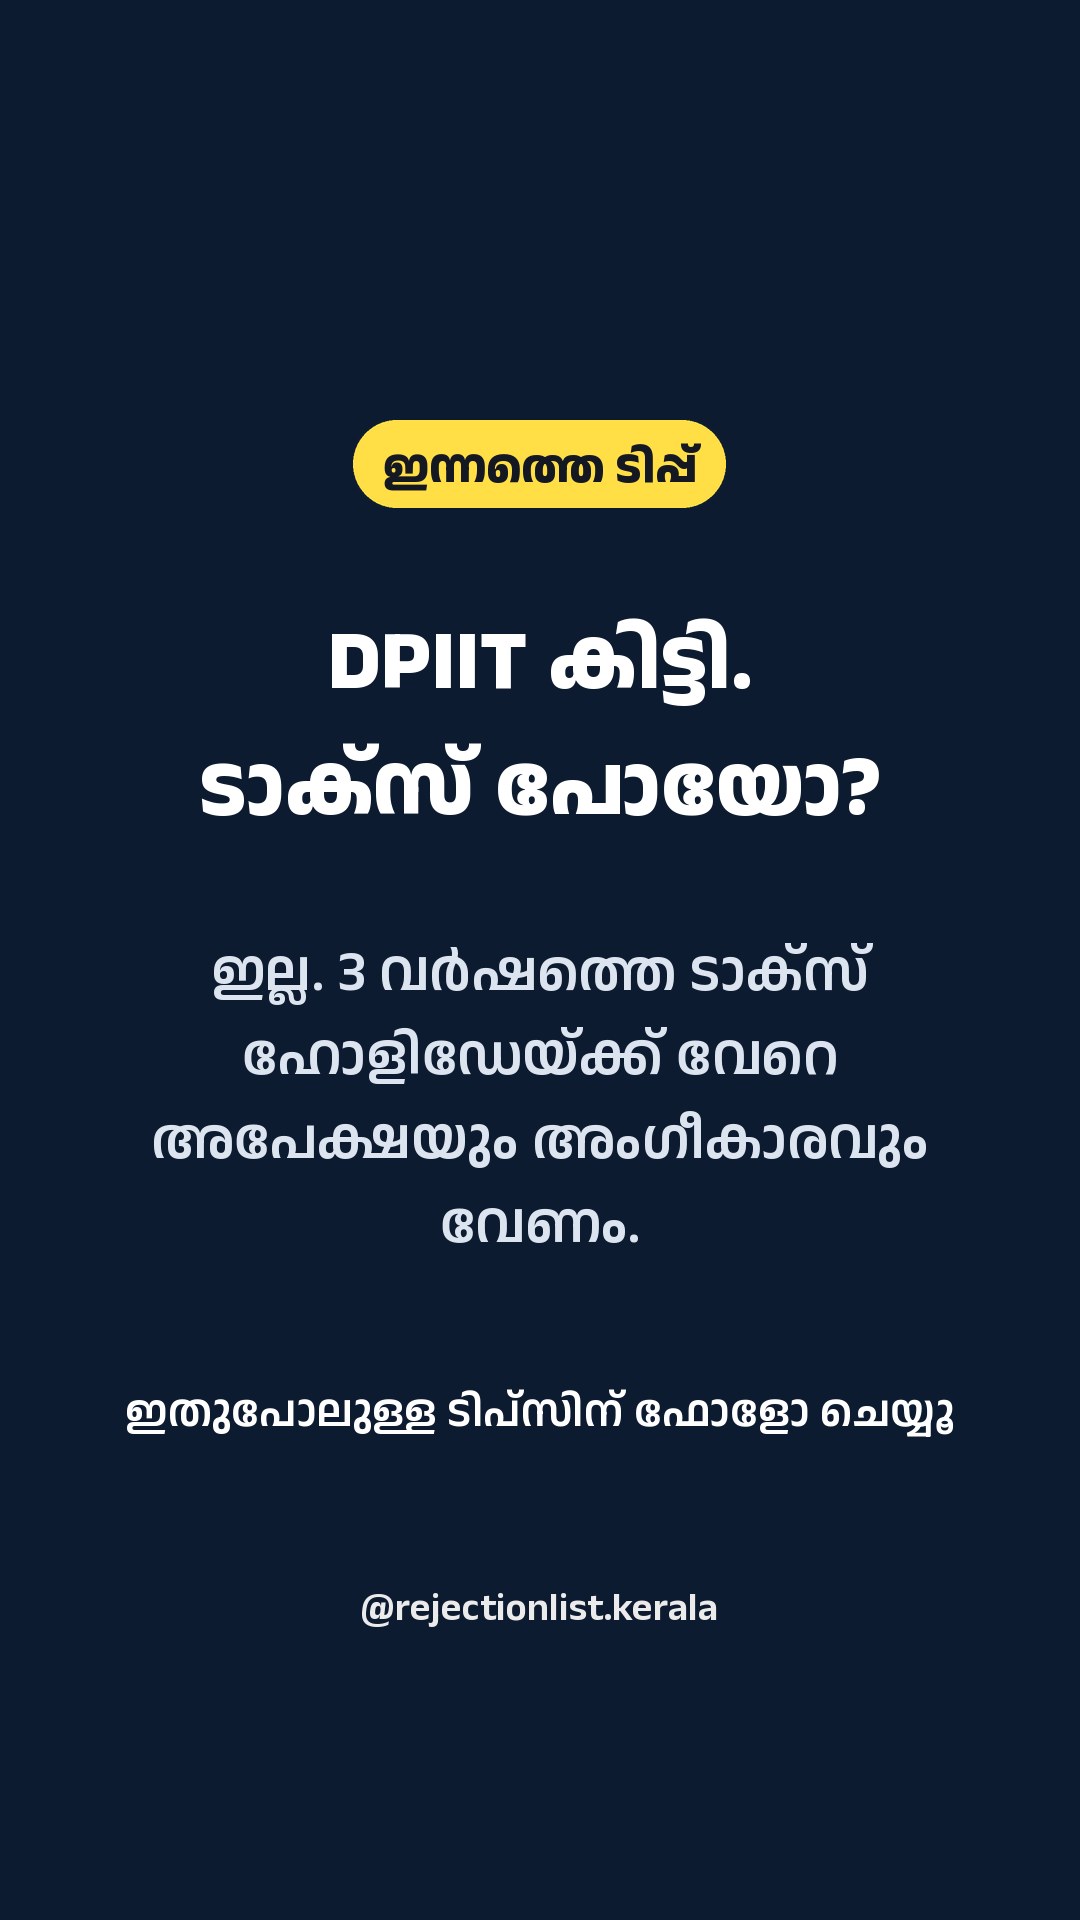 ഇന്നത്തെ ടിപ്പ്
DPIIT കിട്ടി.
ടാക്സ് പോയോ?
ഇല്ല. 3 വർഷത്തെ ടാക്സ്
ഹോളിഡേയ്ക്ക് വേറെ
അപേക്ഷയും അംഗീകാരവും
വേണം.
ഇതുപോലുള്ള ടിപ്സിന് ഫോളോ ചെയ്യൂ
@rejectionlist.kerala